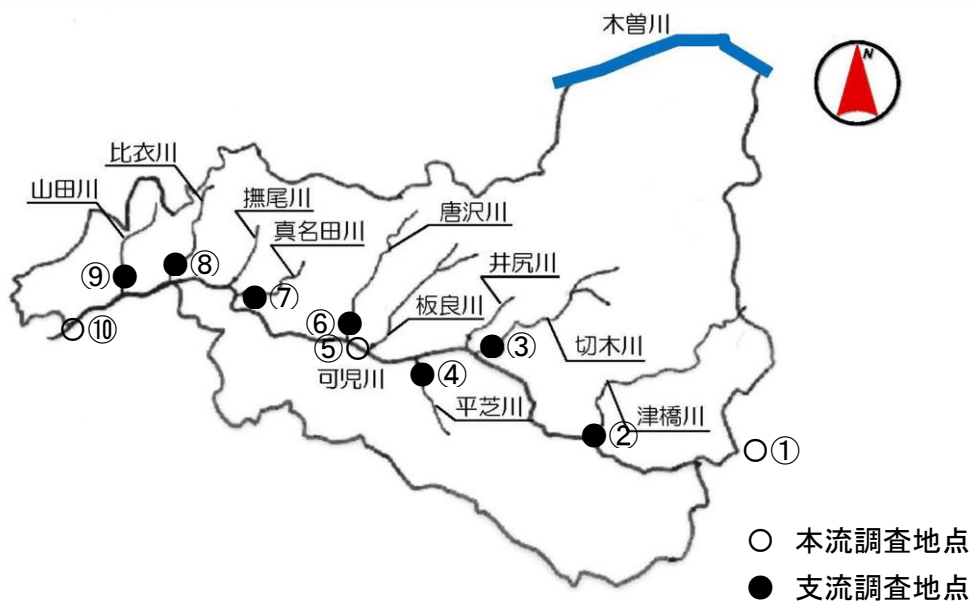 木曽川
N
比衣川
山田川
撫尾川
唐沢川
真名田川
井尻川
⑨
⑧
⑦
板良川
⑥
⑩
⑤
③
切木川
可児川
④
平芝川
津橋川
②
①
○ 本流調査地点
● 支流調査地点